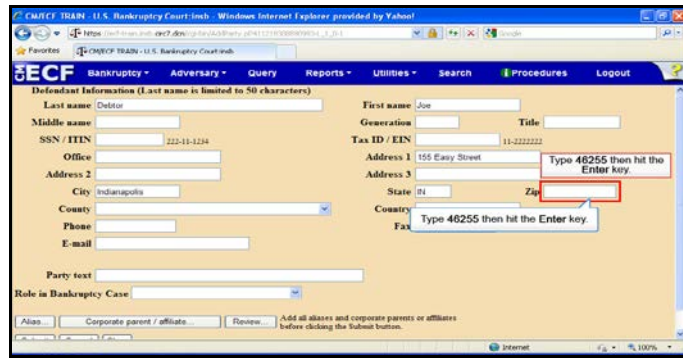 CM/ECF TRAIN - U.S. Bankruptcy Court:insb - Windows Internet Explorer provided by Yahoo!
Google
Favorites CM/ECF TRAIN - U.S. Bankruptcy Court:insb
ECF Bankruptcy Adversary Query Reports Utilities Search Procedures Logout ?
Defendant Information (Last name is limited to 50 characters)
Last name Debtor First name Joe
Middle name Generation Title
SSN / ITIN 222-11-1234 Tax ID / EIN 11-2222222
Office Address 1 155 Easy Street
Type 46255 then hit the
Enter key.
Address 2 Address 3
City Indianapolis State IN Zip
County Country
Type 46255 then hit the Enter key.
Phone Fax
E-mail
Party text
Role in Bankruptcy Case
Alias... Corporate parent / affiliate... Review... Add all aliases and corporate parents or affiliates
before clicking the Submit button.
Internet 100%